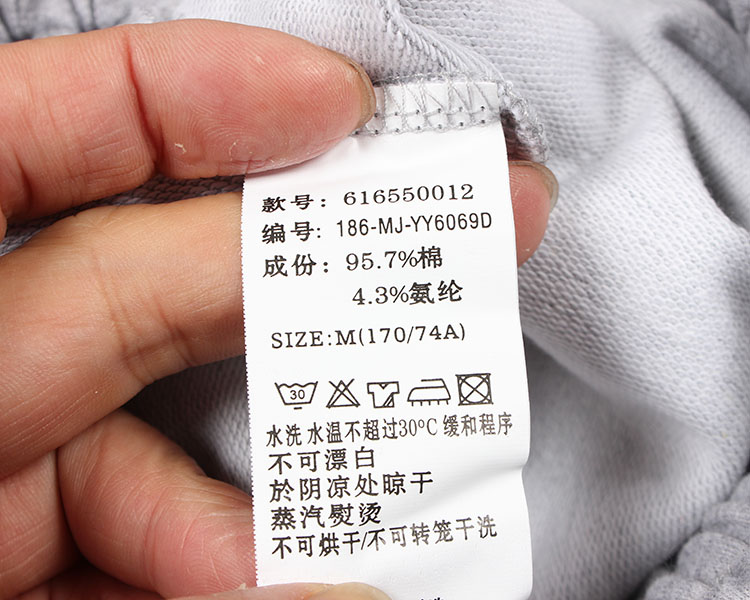 款号：616550012
编号: 186-MJ-YY6069D
成份：95.7%棉
4.3%氨纶
SIZE:M(170/74A)
30
水洗 水温不超过30°C 缓和程序
不可漂白
於阴凉处晾干
蒸汽熨烫
不可烘干/不可转笼干洗